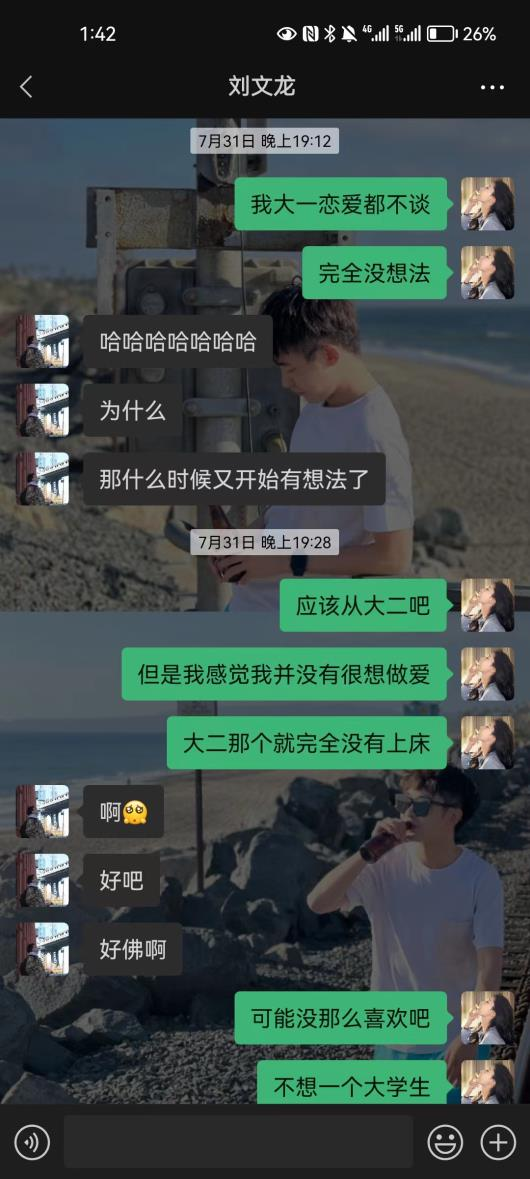 1:42
4G
5G
26%
刘文龙
7月31日 晚上19:12
我大一恋爱都不谈
完全没想法
哈哈哈哈哈哈哈
为什么
那什么时候又开始有想法了
7月31日 晚上19:28
应该从大二吧
但是我感觉我并没有很想做爱
大二那个就完全没有上床
啊🥺
好吧
好佛啊
可能没那么喜欢吧
不想一个大学生